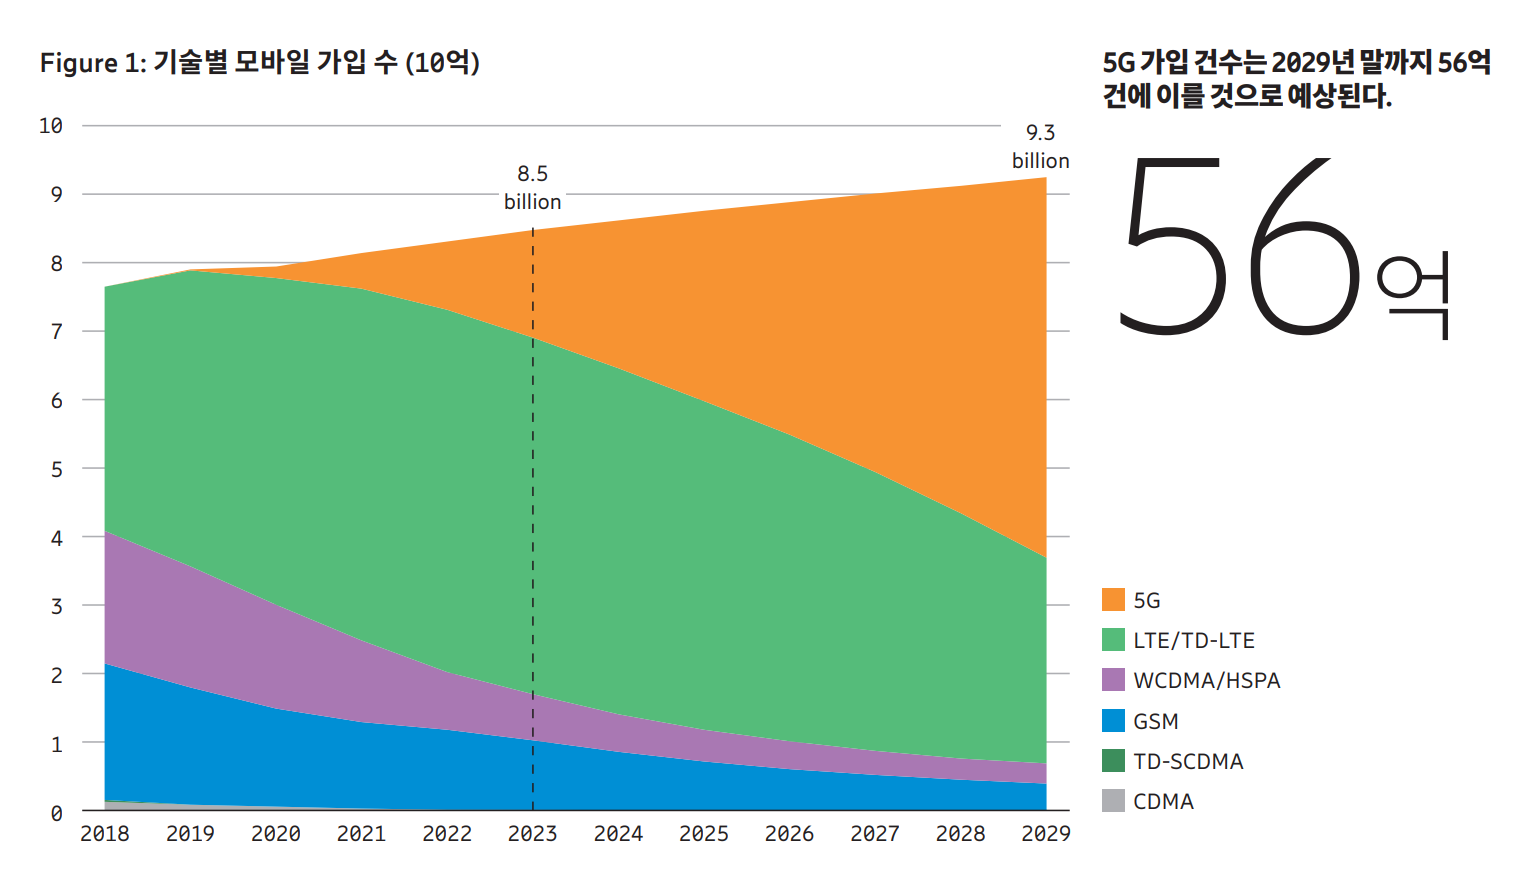 Figure 1: 기술별 모바일 가입 수 (10억)
5G 가입 건수는 2029년 말까지 56억
건에 이를 것으로 예상된다.
56억
10
9
8
7
6
5
4
3
2
1
0
8.5
billion
9.3
billion
2018 2019 2020 2021 2022 2023 2024 2025 2026 2027 2028 2029
5G
LTE/TD-LTE
WCDMA/HSPA
GSM
TD-SCDMA
CDMA